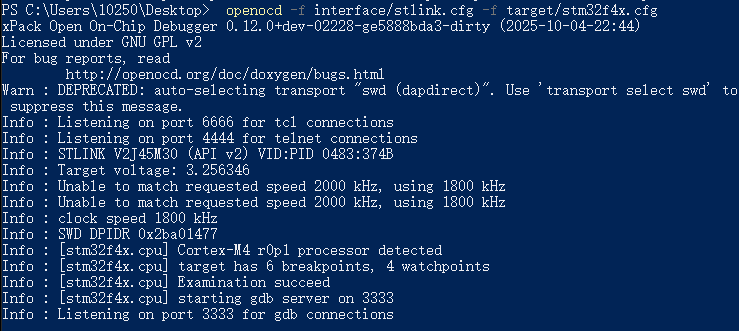 PS C:\Users\10250\Desktop>  openocd -f interface/stlink.cfg -f target/stm32f4x.cfg
xPack Open On-Chip Debugger 0.12.0+dev-02228-ge5888bda3-dirty (2025-10-04-22:44)
Licensed under GNU GPL v2
For bug reports, read
        http://openocd.org/doc/doxygen/bugs.html
Warn : DEPRECATED: auto-selecting transport "swd (dapdirect)". Use 'transport select swd' to
 suppress this message.
Info : Listening on port 6666 for tcl connections
Info : Listening on port 4444 for telnet connections
Info : STLINK V2J45M30 (API v2) VID:PID 0483:374B
Info : Target voltage: 3.256346
Info : Unable to match requested speed 2000 kHz, using 1800 kHz
Info : Unable to match requested speed 2000 kHz, using 1800 kHz
Info : clock speed 1800 kHz
Info : SWD DPIDR 0x2ba01477
Info : [stm32f4x.cpu] Cortex-M4 r0p1 processor detected
Info : [stm32f4x.cpu] target has 6 breakpoints, 4 watchpoints
Info : [stm32f4x.cpu] Examination succeed
Info : [stm32f4x.cpu] starting gdb server on 3333
Info : Listening on port 3333 for gdb connections